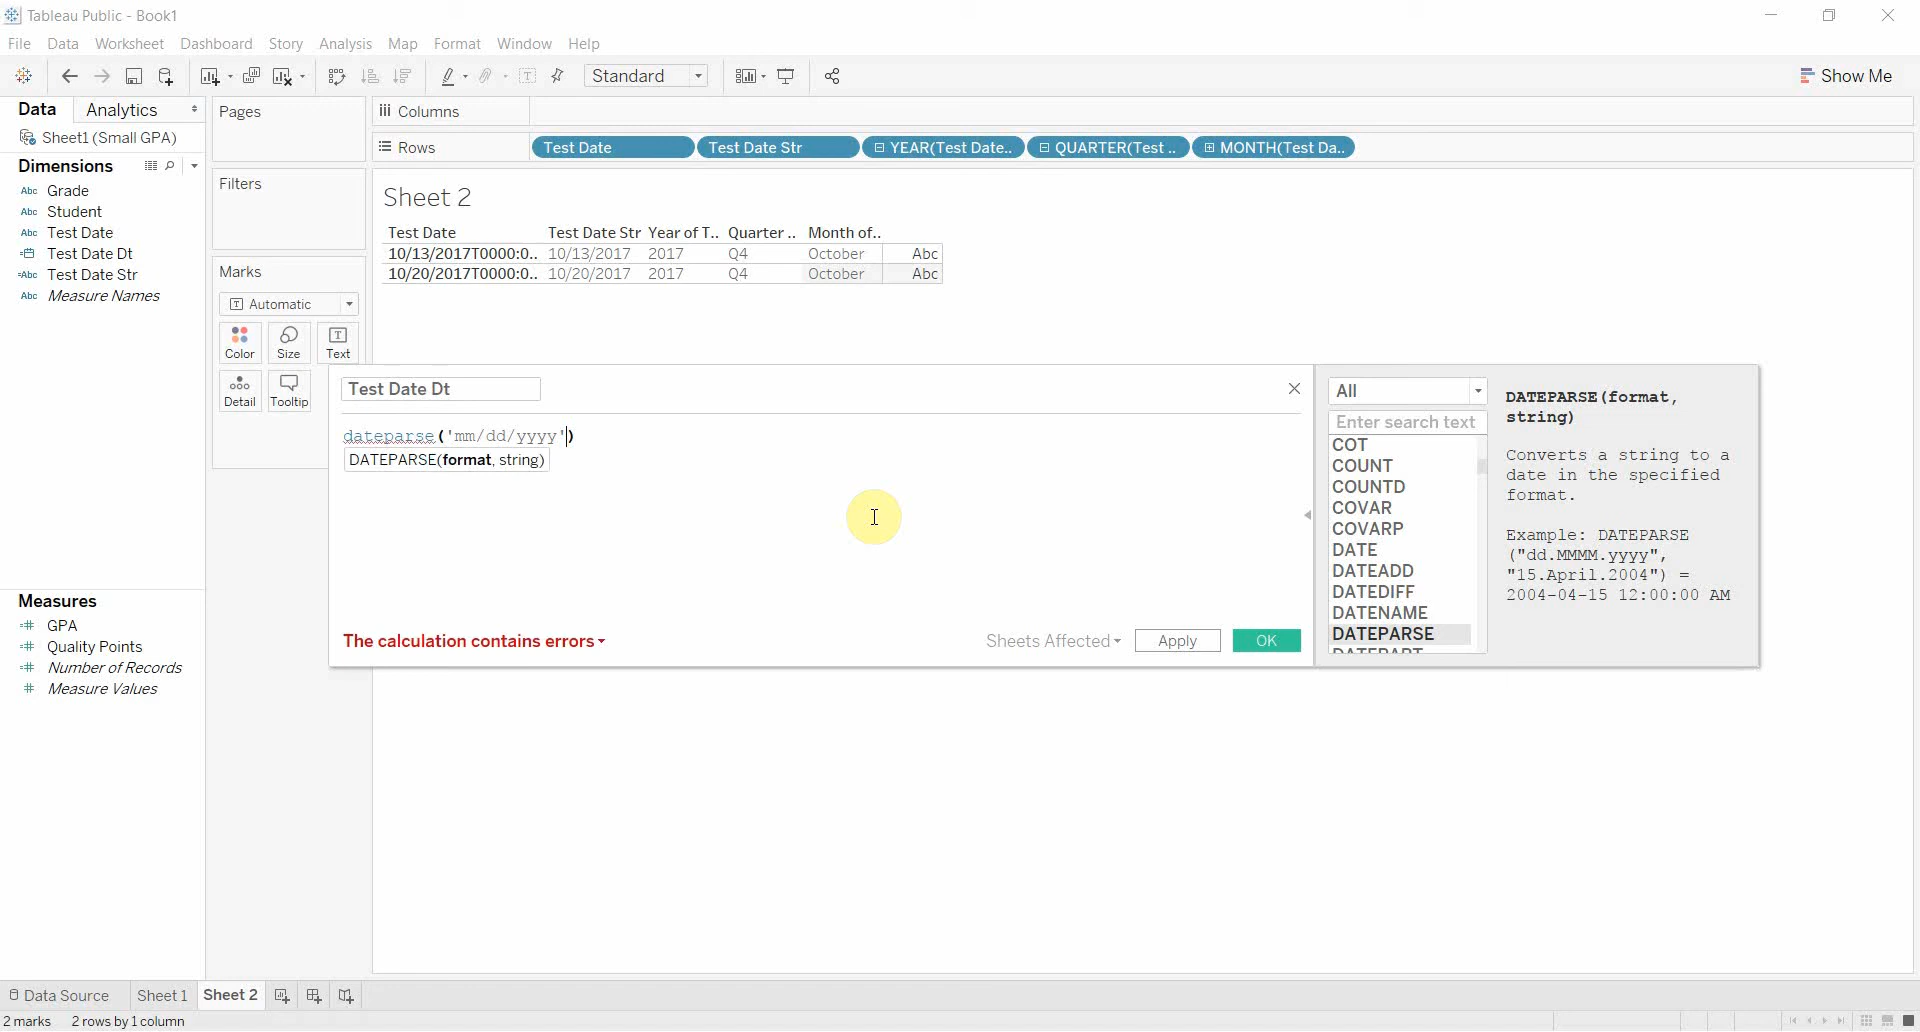 Tableau Public - Book1
File Data Worksheet Dashboard Story Analysis Map Format Window Help
Standard
Show Me
Data Analytics
Sheet1 (Small GPA)
Dimensions
Abc Grade
Abc Student
Abc Test Date
Test Date Dt
=Abc Test Date Str
Abc Measure Names
Measures
=# GPA
=# Quality Points
=# Number of Records
# Measure Values
Pages
Filters
Marks
Automatic
Color Size Text
Detail Tooltip
Columns
Rows Test Date Test Date Str YEAR(Test Date.. QUARTER(Test .. MONTH(Test Da..
Sheet 2
Test Date Test Date Str Year of T.. Quarter .. Month of..
10/13/2017T0000:0.. 10/13/2017 2017 Q4 October Abc
10/20/2017T0000:0.. 10/20/2017 2017 Q4 October Abc
Test Date Dt
dateparse('mm/dd/yyyy')
DATEPARSE(format, string)
The calculation contains errors
Sheets Affected Apply OK
All
Enter search text
COT
COUNT
COUNTD
COVAR
COVARP
DATE
DATEADD
DATEDIFF
DATENAME
DATEPARSE
DATEPART
DATEPARSE(format,
string)
Converts a string to a
date in the specified
format.
Example: DATEPARSE
("dd.MMMM.yyyy",
"15.April.2004") =
2004-04-15 12:00:00 AM
Data Source Sheet 1 Sheet 2
2 marks 2 rows by 1 column